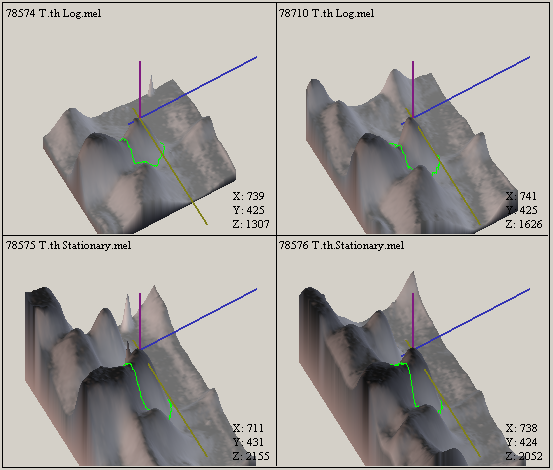 78574 T.th Log.mel
X: 739
Y: 425
Z: 1307
78710 T.th Log.mel
X: 741
Y: 425
Z: 1626
78575 T.th Stationary.mel
X: 711
Y: 431
Z: 2155
78576 T.th Stationary.mel
X: 738
Y: 424
Z: 2052